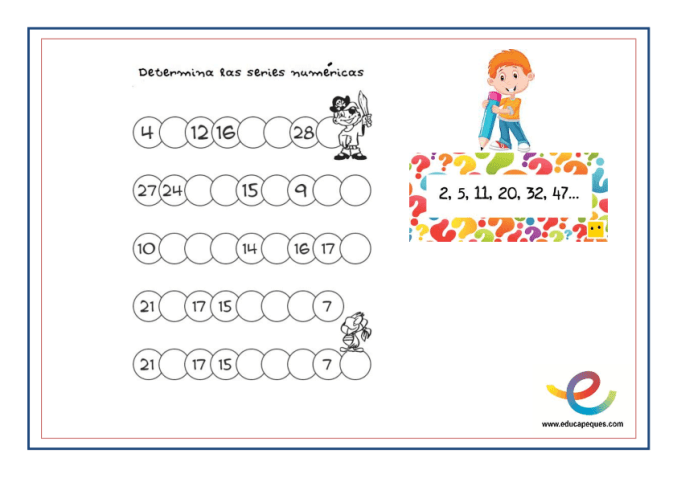 Determina las series numéricas
4 12 16 28
27 24 15 9
10 14 16 17
21 17 15 7
21 17 15 7
2, 5, 11, 20, 32, 47...
www.educapeques.com